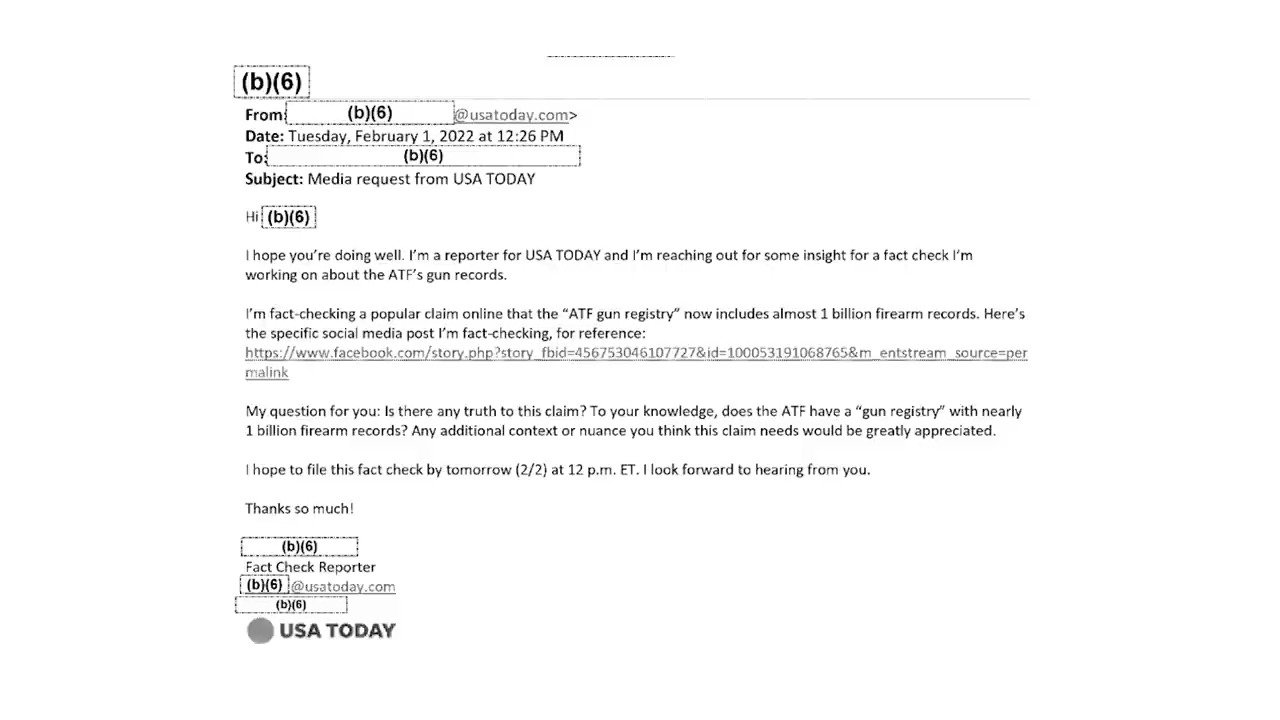 (b)(6)
From: (b)(6) @usatoday.com>
Date: Tuesday, February 1, 2022 at 12:26 PM
To: (b)(6)
Subject: Media request from USA TODAY
Hi (b)(6)
I hope you're doing well. I'm a reporter for USA TODAY and I'm reaching out for some insight for a fact check I'm
working on about the ATF's gun records.
I'm fact-checking a popular claim online that the “ATF gun registry” now includes almost 1 billion firearm records. Here's
the specific social media post I'm fact-checking, for reference:
https://www.facebook.com/story.php?story_fbid=456753046107727&id=100053191068765&m_entstream_source=per
malink
My question for you: Is there any truth to this claim? To your knowledge, does the ATF have a “gun registry” with nearly
1 billion firearm records? Any additional context or nuance you think this claim needs would be greatly appreciated.
I hope to file this fact check by tomorrow (2/2) at 12 p.m. ET. I look forward to hearing from you.
Thanks so much!
(b)(6)
Fact Check Reporter
(b)(6) @usatoday.com
(b)(6)
USA TODAY